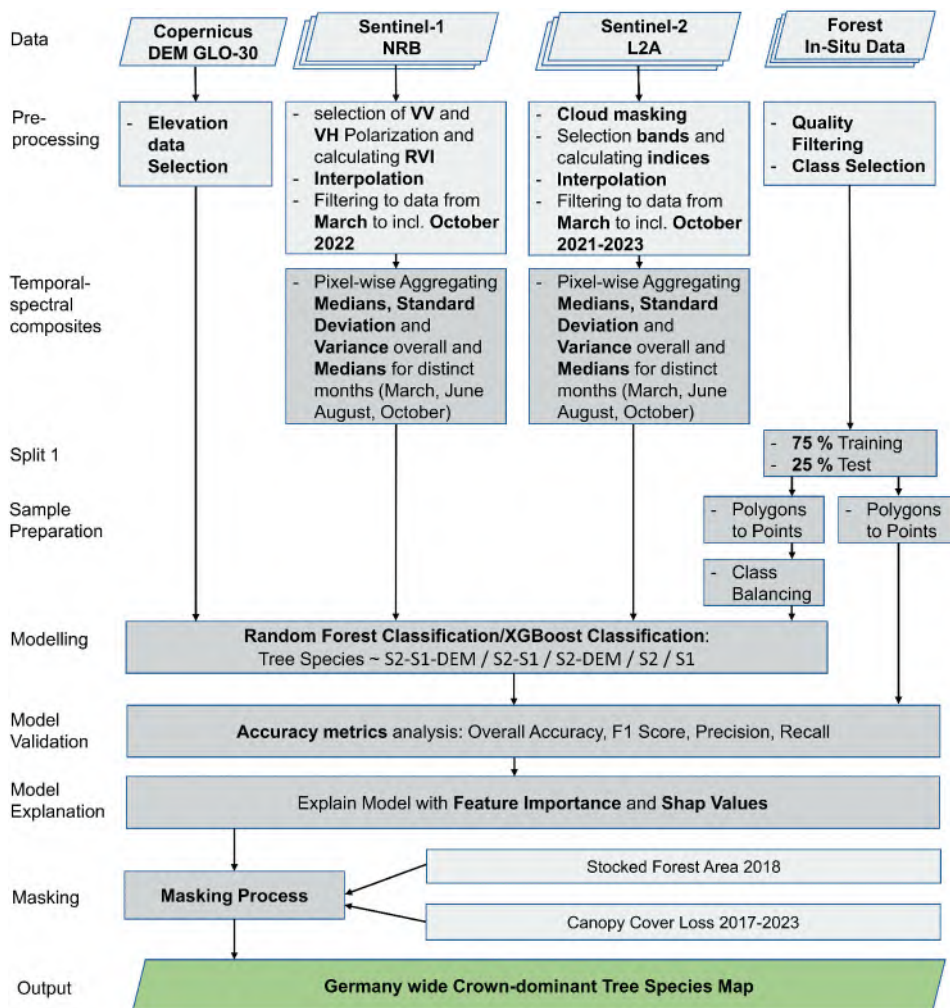 Data
Copernicus
DEM GLO-30
Sentinel-1
NRB
Sentinel-2
L2A
Forest
In-Situ Data
Pre-
processing
- Elevation
data
Selection
- selection of VV and
VH Polarization and
calculating RVI
- Interpolation
- Filtering to data from
March to incl. October
2022
- Cloud masking
- Selection bands and
calculating indices
- Interpolation
- Filtering to data from
March to incl. October
2021-2023
- Quality
Filtering
- Class Selection
Temporal-
spectral
composites
- Pixel-wise Aggregating
Medians, Standard
Deviation and
Variance overall and
Medians for distinct
months (March, June
August, October)
- Pixel-wise Aggregating
Medians, Standard
Deviation and
Variance overall and
Medians for distinct
months (March, June
August, October)
Split 1
- 75 % Training
- 25 % Test
Sample
Preparation
- Polygons
to Points
- Polygons
to Points
- Class
Balancing
Modelling
Random Forest Classification/XGBoost Classification:
Tree Species ~ S2-S1-DEM / S2-S1 / S2-DEM / S2 / S1
Model
Validation
Accuracy metrics analysis: Overall Accuracy, F1 Score, Precision, Recall
Model
Explanation
Explain Model with Feature Importance and Shap Values
Masking
Masking Process
Stocked Forest Area 2018
Canopy Cover Loss 2017-2023
Output
Germany wide Crown-dominant Tree Species Map